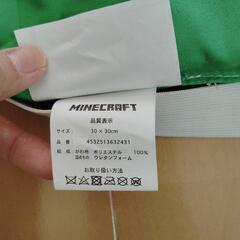 MINECRAFT
品質表示
サイズ : 30 × 30cm
品番 : 4532513632431
組成 : がわ地 ポリエステル 100%
詰めもの ウレタンフォーム
お取り扱い方法